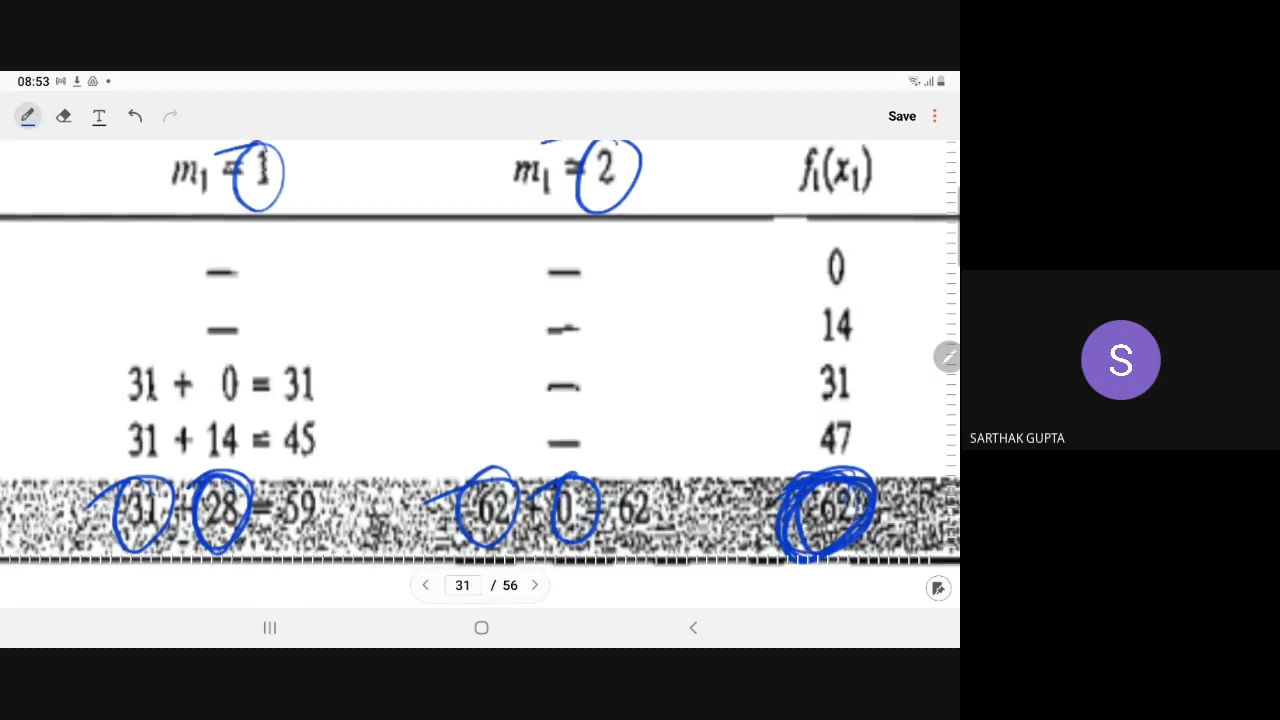 08:53
Save
m₁ = 1 m₁ = 2 f₁(x₁)
— — 0
— — 14
31 + 0 = 31 — 31
31 + 14 = 45 — 47
31 + 28 = 59 62 + 0 = 62 62
31 / 56
S
SARTHAK GUPTA